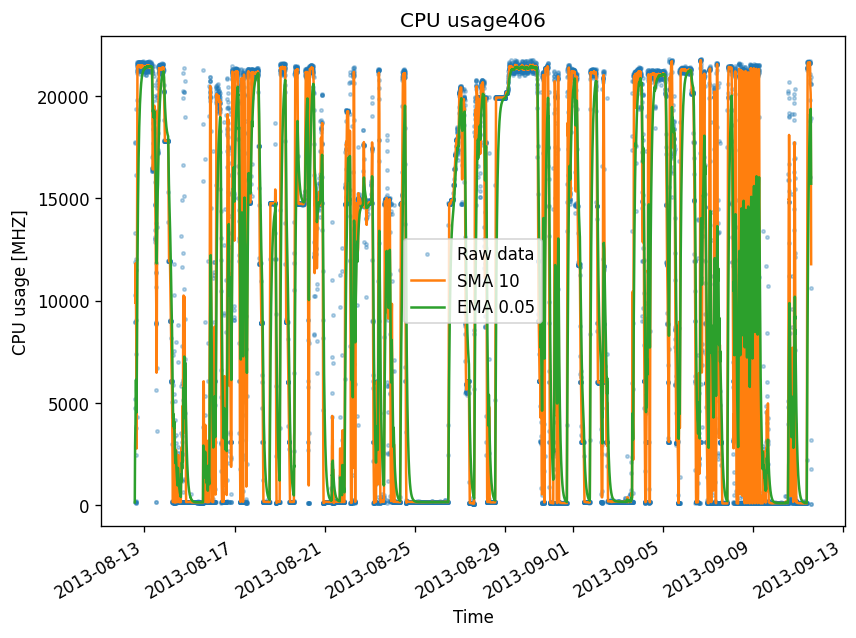 CPU usage406
CPU usage [MHZ]
20000
15000
10000
5000
0
Raw data
SMA 10
EMA 0.05
2013-08-13
2013-08-17
2013-08-21
2013-08-25
2013-08-29
2013-09-01
2013-09-05
2013-09-09
2013-09-13
Time